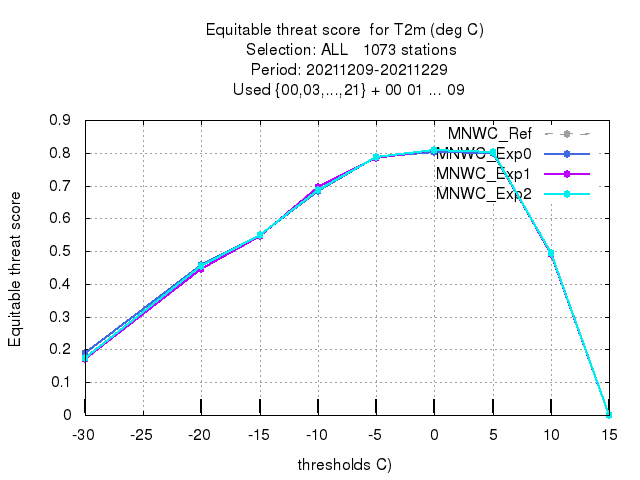 Equitable threat score  for T2m (deg C)
Selection: ALL   1073 stations
Period: 20211209-20211229
Used {00,03,...,21} + 00 01 ... 09
Equitable threat score
0.9
0.8
0.7
0.6
0.5
0.4
0.3
0.2
0.1
0
MNWC_Ref
MNWC_Exp0
MNWC_Exp1
MNWC_Exp2
-30 -25 -20 -15 -10 -5 0 5 10 15
thresholds C)